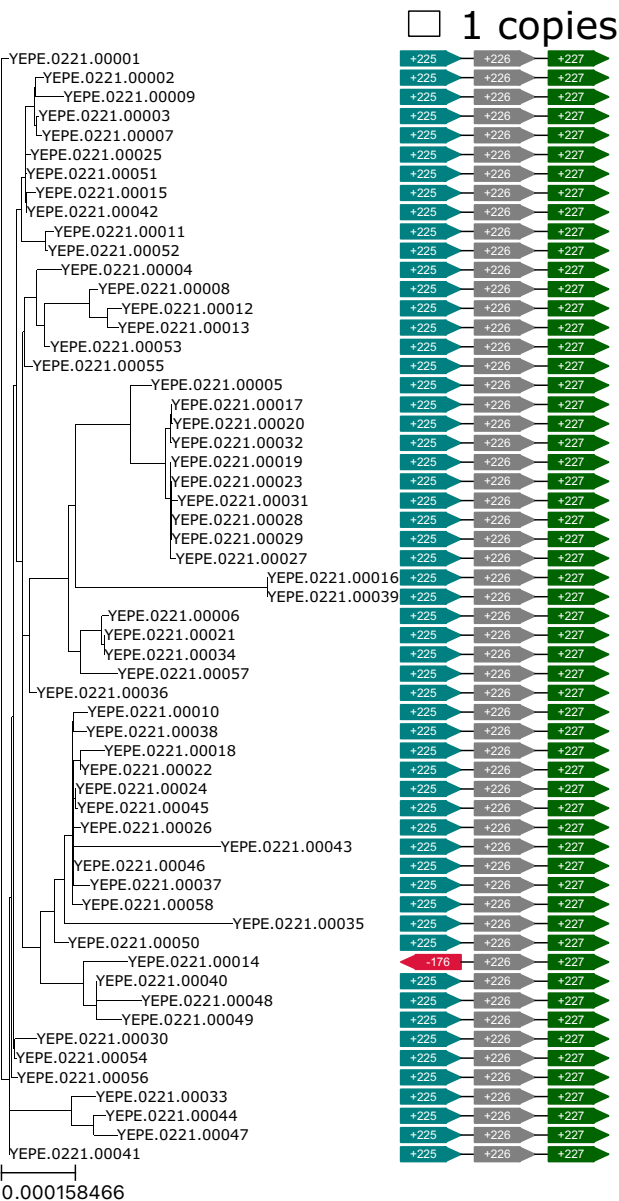 1 copies
YEPE.0221.00001 +225 +226 +227
YEPE.0221.00002 +225 +226 +227
YEPE.0221.00009 +225 +226 +227
YEPE.0221.00003 +225 +226 +227
YEPE.0221.00007 +225 +226 +227
YEPE.0221.00025 +225 +226 +227
YEPE.0221.00051 +225 +226 +227
YEPE.0221.00015 +225 +226 +227
YEPE.0221.00042 +225 +226 +227
YEPE.0221.00011 +225 +226 +227
YEPE.0221.00052 +225 +226 +227
YEPE.0221.00004 +225 +226 +227
YEPE.0221.00008 +225 +226 +227
YEPE.0221.00012 +225 +226 +227
YEPE.0221.00013 +225 +226 +227
YEPE.0221.00053 +225 +226 +227
YEPE.0221.00055 +225 +226 +227
YEPE.0221.00005 +225 +226 +227
YEPE.0221.00017 +225 +226 +227
YEPE.0221.00020 +225 +226 +227
YEPE.0221.00032 +225 +226 +227
YEPE.0221.00019 +225 +226 +227
YEPE.0221.00023 +225 +226 +227
YEPE.0221.00031 +225 +226 +227
YEPE.0221.00028 +225 +226 +227
YEPE.0221.00029 +225 +226 +227
YEPE.0221.00027 +225 +226 +227
YEPE.0221.00016 +225 +226 +227
YEPE.0221.00039 +225 +226 +227
YEPE.0221.00006 +225 +226 +227
YEPE.0221.00021 +225 +226 +227
YEPE.0221.00034 +225 +226 +227
YEPE.0221.00057 +225 +226 +227
YEPE.0221.00036 +225 +226 +227
YEPE.0221.00010 +225 +226 +227
YEPE.0221.00038 +225 +226 +227
YEPE.0221.00018 +225 +226 +227
YEPE.0221.00022 +225 +226 +227
YEPE.0221.00024 +225 +226 +227
YEPE.0221.00045 +225 +226 +227
YEPE.0221.00026 +225 +226 +227
YEPE.0221.00043 +225 +226 +227
YEPE.0221.00046 +225 +226 +227
YEPE.0221.00037 +225 +226 +227
YEPE.0221.00058 +225 +226 +227
YEPE.0221.00035 +225 +226 +227
YEPE.0221.00050 +225 +226 +227
YEPE.0221.00014 -176 +226 +227
YEPE.0221.00040 +225 +226 +227
YEPE.0221.00048 +225 +226 +227
YEPE.0221.00049 +225 +226 +227
YEPE.0221.00030 +225 +226 +227
YEPE.0221.00054 +225 +226 +227
YEPE.0221.00056 +225 +226 +227
YEPE.0221.00033 +225 +226 +227
YEPE.0221.00044 +225 +226 +227
YEPE.0221.00047 +225 +226 +227
YEPE.0221.00041 +225 +226 +227
0.000158466